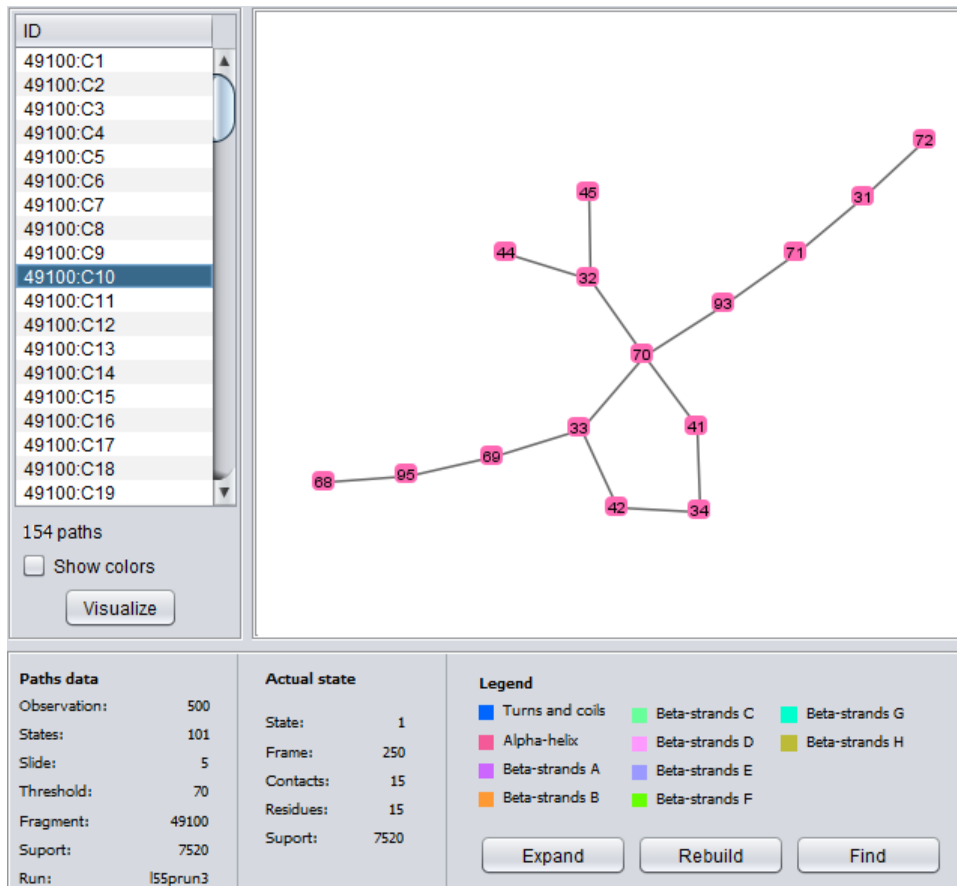 ID
49100:C1
49100:C2
49100:C3
49100:C4
49100:C5
49100:C6
49100:C7
49100:C8
49100:C9
49100:C10
49100:C11
49100:C12
49100:C13
49100:C14
49100:C15
49100:C16
49100:C17
49100:C18
49100:C19
154 paths
Show colors
Visualize
72
45
31
44
71
32
93
70
33
41
69
95
68
42
34
Paths data
Observation: 500
States: 101
Slide: 5
Threshold: 70
Fragment: 49100
Suport: 7520
Run: l55prun3
Actual state
State: 1
Frame: 250
Contacts: 15
Residues: 15
Suport: 7520
Legend
Turns and coils
Alpha-helix
Beta-strands A
Beta-strands B
Beta-strands C
Beta-strands D
Beta-strands E
Beta-strands F
Beta-strands G
Beta-strands H
Expand
Rebuild
Find